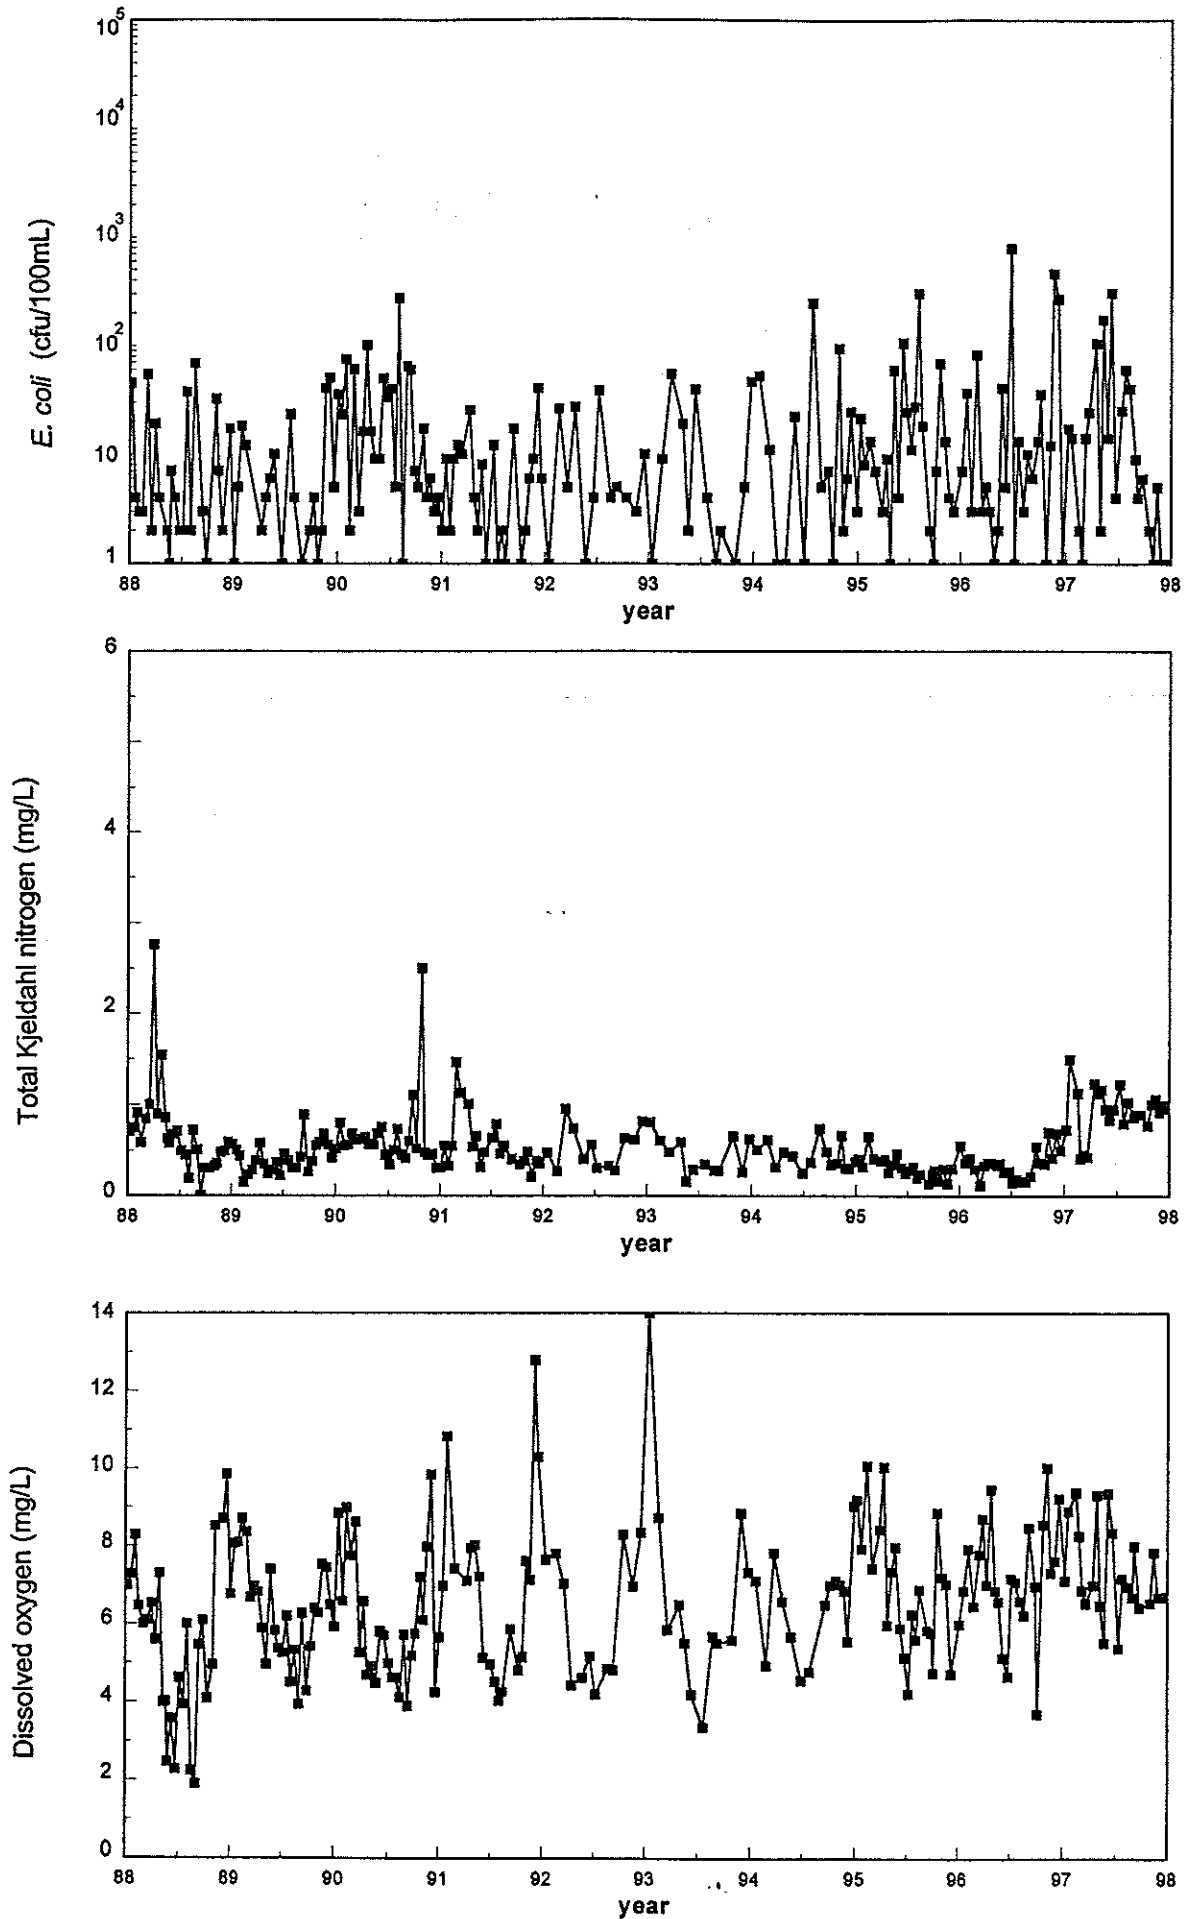 10^5
10^4
10^3
10^2
10
1
E. coli (cfu/100mL)
88 89 90 91 92 93 94 95 96 97 98
year
6
4
2
0
Total Kjeldahl nitrogen (mg/L)
88 89 90 91 92 93 94 95 96 97 98
year
14
12
10
8
6
4
2
0
Dissolved oxygen (mg/L)
88 89 90 91 92 93 94 95 96 97 98
year